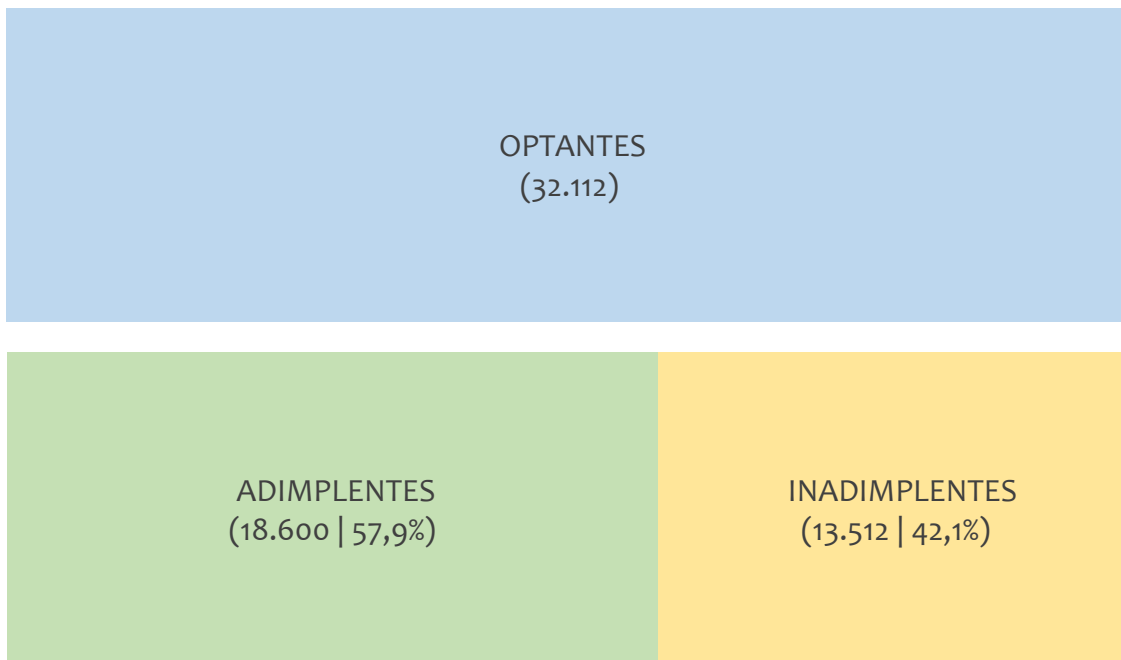 OPTANTES
(32.112)
ADIMPLENTES
(18.600 | 57,9%)
INADIMPLENTES
(13.512 | 42,1%)